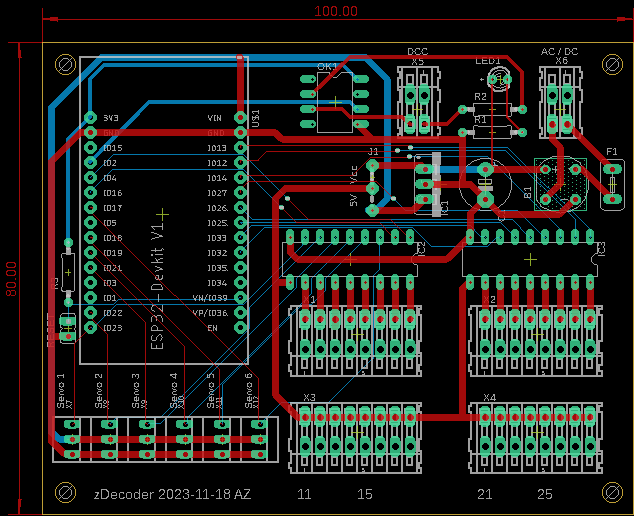 100.00
80.00
DCC
X5
AC / DC
X6
OK1
LED1
R2
R1
F1
J1
Vcc
5V
B1
IC1
IC2
IC3
U$1
3V3
GND
IO15
IO2
IO4
IO16
IO17
IO5
IO18
IO19
IO21
IO3
IO1
IO22
IO23
VIN
GND
IO13
IO12
IO14
IO27
IO26
IO25
IO33
IO32
IO35
IO34
VN/IO39
VP/IO36
EN
ESP32-Devkit V1
R3
X3
X4
Servo 1
Servo 2
Servo 3
Servo 4
Servo 5
Servo 6
X7
X8
X9
X10
X11
X12
zDecoder 2023-11-18 AZ
11
15
21
25